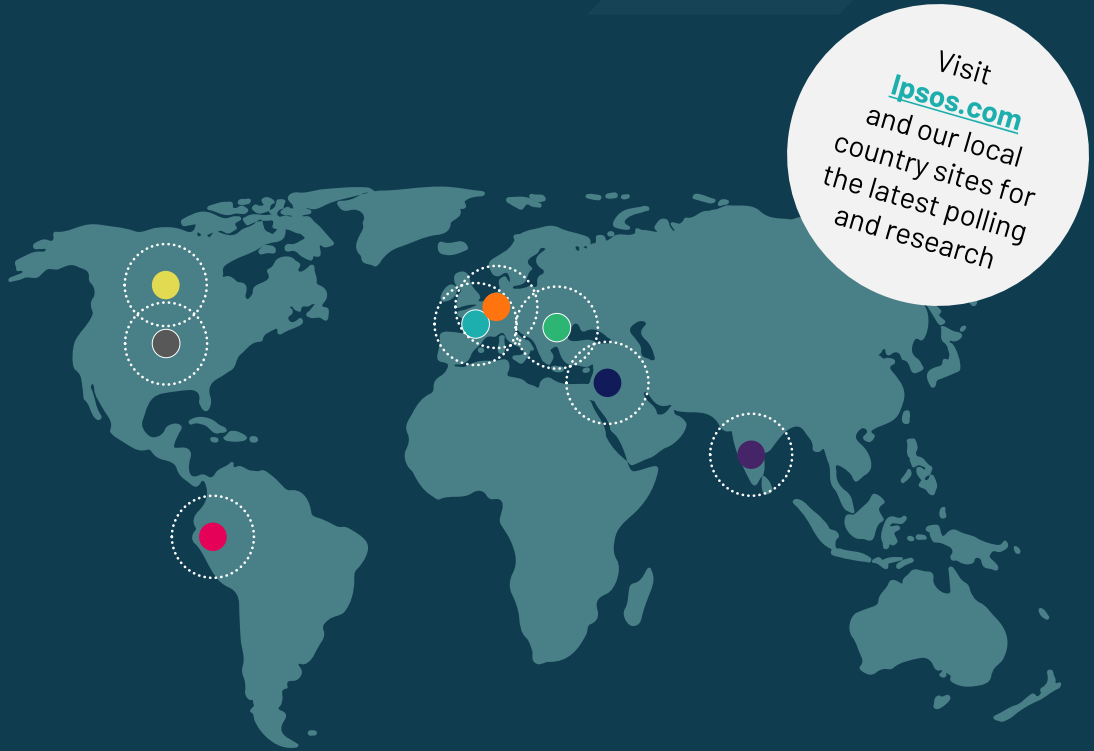 Visit
Ipsos.com
and our local
country sites for
the latest polling
and research